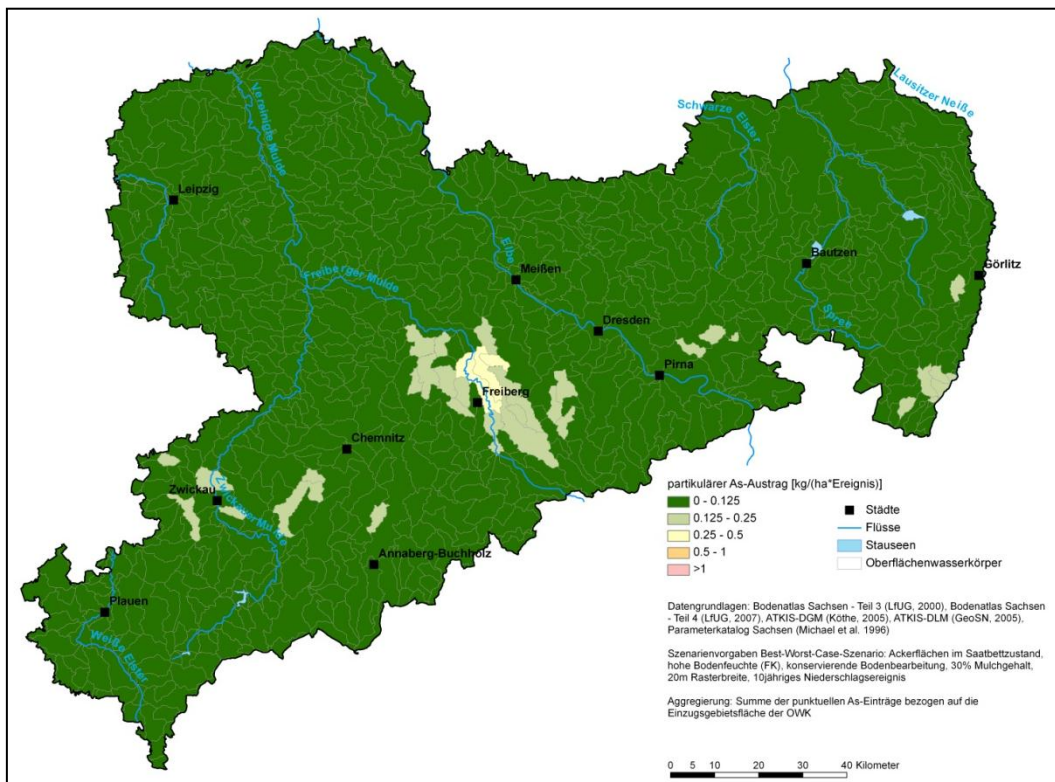 Lausitzer Neiße
Schwarze Elster
Vereinigte Mulde
Leipzig
Elbe
Bautzen
Görlitz
Freiberger Mulde
Meißen
Spree
Dresden
Pirna
Freiberg
Chemnitz
Zwickau
Zwickauer Mulde
Annaberg-Buchholz
Plauen
Weiße Elster
partikulärer As-Austrag [kg/(ha*Ereignis)]
0 - 0.125
0.125 - 0.25
0.25 - 0.5
0.5 - 1
>1
Städte
Flüsse
Stauseen
Oberflächenwasserkörper
Datengrundlagen: Bodenatlas Sachsen - Teil 3 (LfUG, 2000), Bodenatlas Sachsen
- Teil 4 (LfUG, 2007), ATKIS-DGM (Köthe, 2005), ATKIS-DLM (GeoSN, 2005),
Parameterkatalog Sachsen (Michael et al. 1996)
Szenarienvorgaben Best-Worst-Case-Szenario: Ackerflächen im Saatbettzustand,
hohe Bodenfeuchte (FK), konservierende Bodenbearbeitung, 30% Mulchgehalt,
20m Rasterbreite, 10jähriges Niederschlagsereignis
Aggregierung: Summe der punktuellen As-Einträge bezogen auf die
Einzugsgebietsfläche der OWK
0 5 10 20 30 40 Kilometer